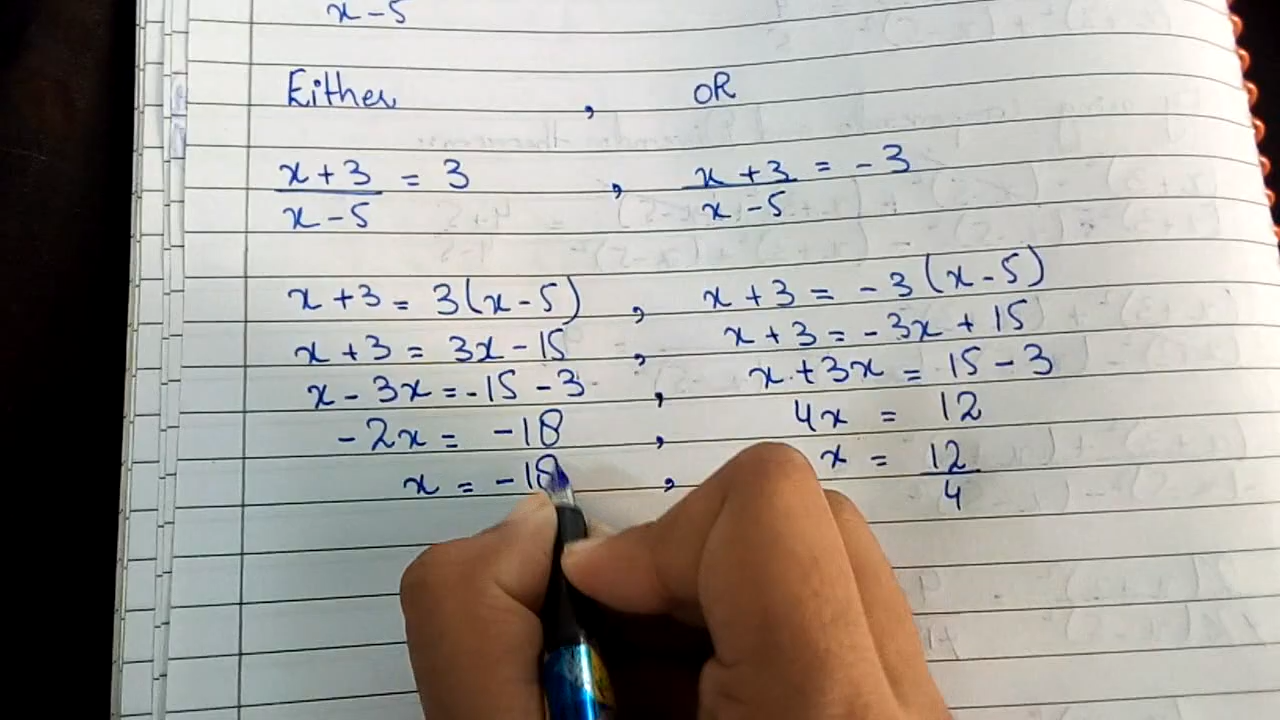 x-5
Either , OR
x+3/x-5 = 3 , x+3/x-5 = -3
x+3 = 3(x-5) , x+3 = -3(x-5)
x+3 = 3x-15 , x+3 = -3x+15
x-3x = -15-3 , x+3x = 15-3
-2x = -18 , 4x = 12
x = -18 , x = 12/4